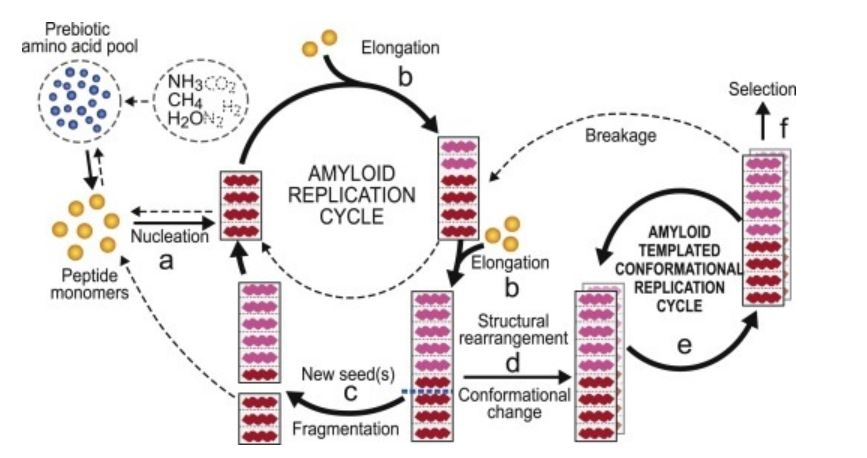 Prebiotic
amino acid pool
NH3CO2
CH4 H2
H2ON2
Elongation
b
AMYLOID
REPLICATION
CYCLE
Nucleation
a
Peptide
monomers
Elongation
b
New seed(s)
c
Fragmentation
Structural
rearrangement
d
Conformational
change
Breakage
Selection
f
AMYLOID
TEMPLATED
CONFORMATIONAL
REPLICATION
CYCLE
e